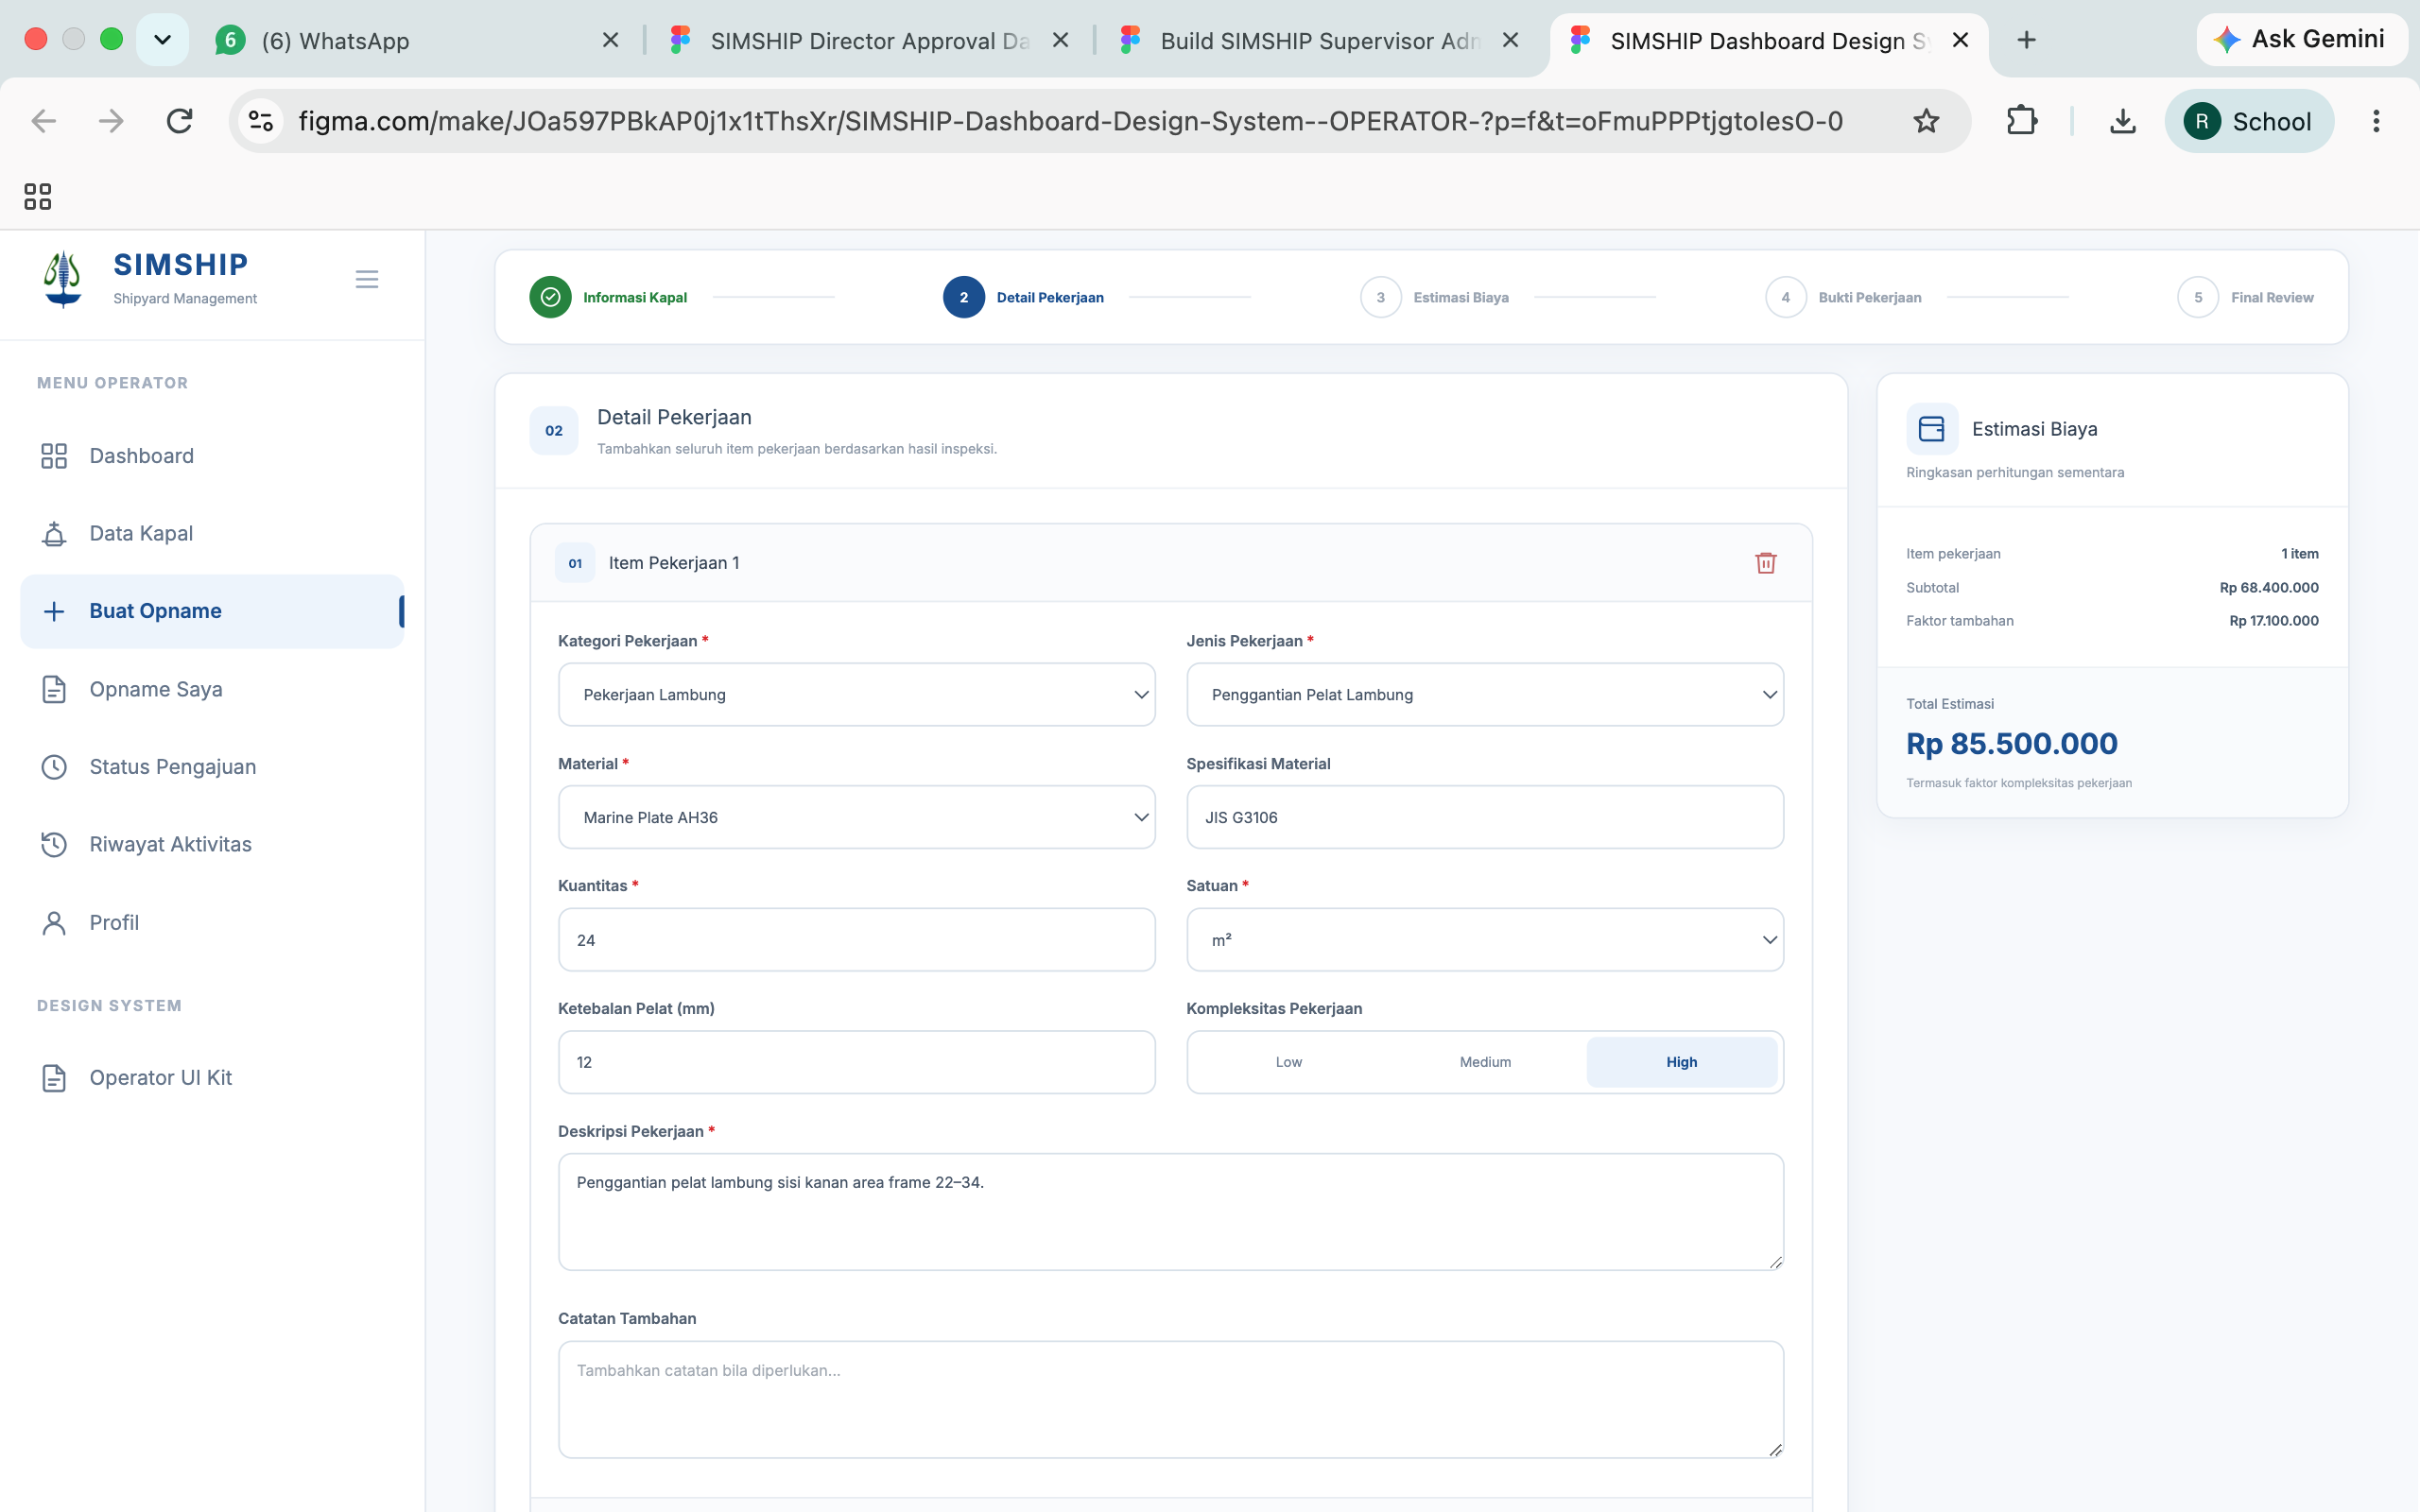 6 (6) WhatsApp
SIMSHIP Director Approval Da
Build SIMSHIP Supervisor Adm
SIMSHIP Dashboard Design S
Ask Gemini
figma.com/make/JOa597PBkAP0j1x1tThsXr/SIMSHIP-Dashboard-Design-System--OPERATOR-?p=f&t=oFmuPPPtjgtoIesO-0
R School
SIMSHIP
Shipyard Management
MENU OPERATOR
Dashboard
Data Kapal
Buat Opname
Opname Saya
Status Pengajuan
Riwayat Aktivitas
Profil
DESIGN SYSTEM
Operator UI Kit
Informasi Kapal
2 Detail Pekerjaan
3 Estimasi Biaya
4 Bukti Pekerjaan
5 Final Review
02 Detail Pekerjaan
Tambahkan seluruh item pekerjaan berdasarkan hasil inspeksi.
01 Item Pekerjaan 1
Kategori Pekerjaan *
Pekerjaan Lambung
Jenis Pekerjaan *
Penggantian Pelat Lambung
Material *
Marine Plate AH36
Spesifikasi Material
JIS G3106
Kuantitas *
24
Satuan *
m²
Ketebalan Pelat (mm)
12
Kompleksitas Pekerjaan
Low Medium High
Deskripsi Pekerjaan *
Penggantian pelat lambung sisi kanan area frame 22–34.
Catatan Tambahan
Tambahkan catatan bila diperlukan...
Estimasi Biaya
Ringkasan perhitungan sementara
Item pekerjaan 1 item
Subtotal Rp 68.400.000
Faktor tambahan Rp 17.100.000
Total Estimasi
Rp 85.500.000
Termasuk faktor kompleksitas pekerjaan